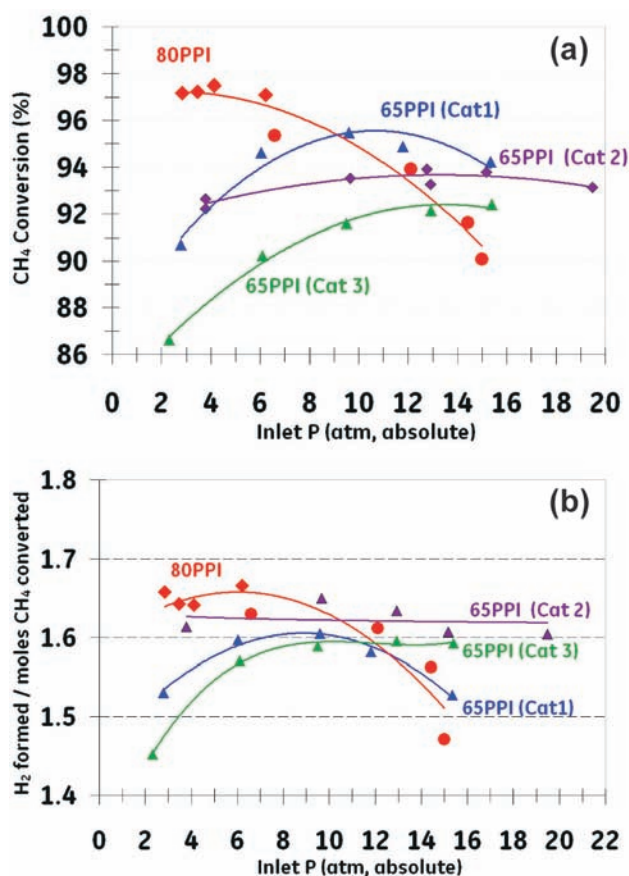 (a)
100
98
96
94
92
90
88
86
CH₄ Conversion (%)
80PPI
65PPI (Cat1)
65PPI (Cat 2)
65PPI (Cat 3)
0 2 4 6 8 10 12 14 16 18 20
Inlet P (atm, absolute)
(b)
1.8
1.7
1.6
1.5
1.4
H₂ formed / moles CH₄ converted
80PPI
65PPI (Cat 2)
65PPI (Cat 3)
65PPI (Cat1)
0 2 4 6 8 10 12 14 16 18 20 22
Inlet P (atm, absolute)